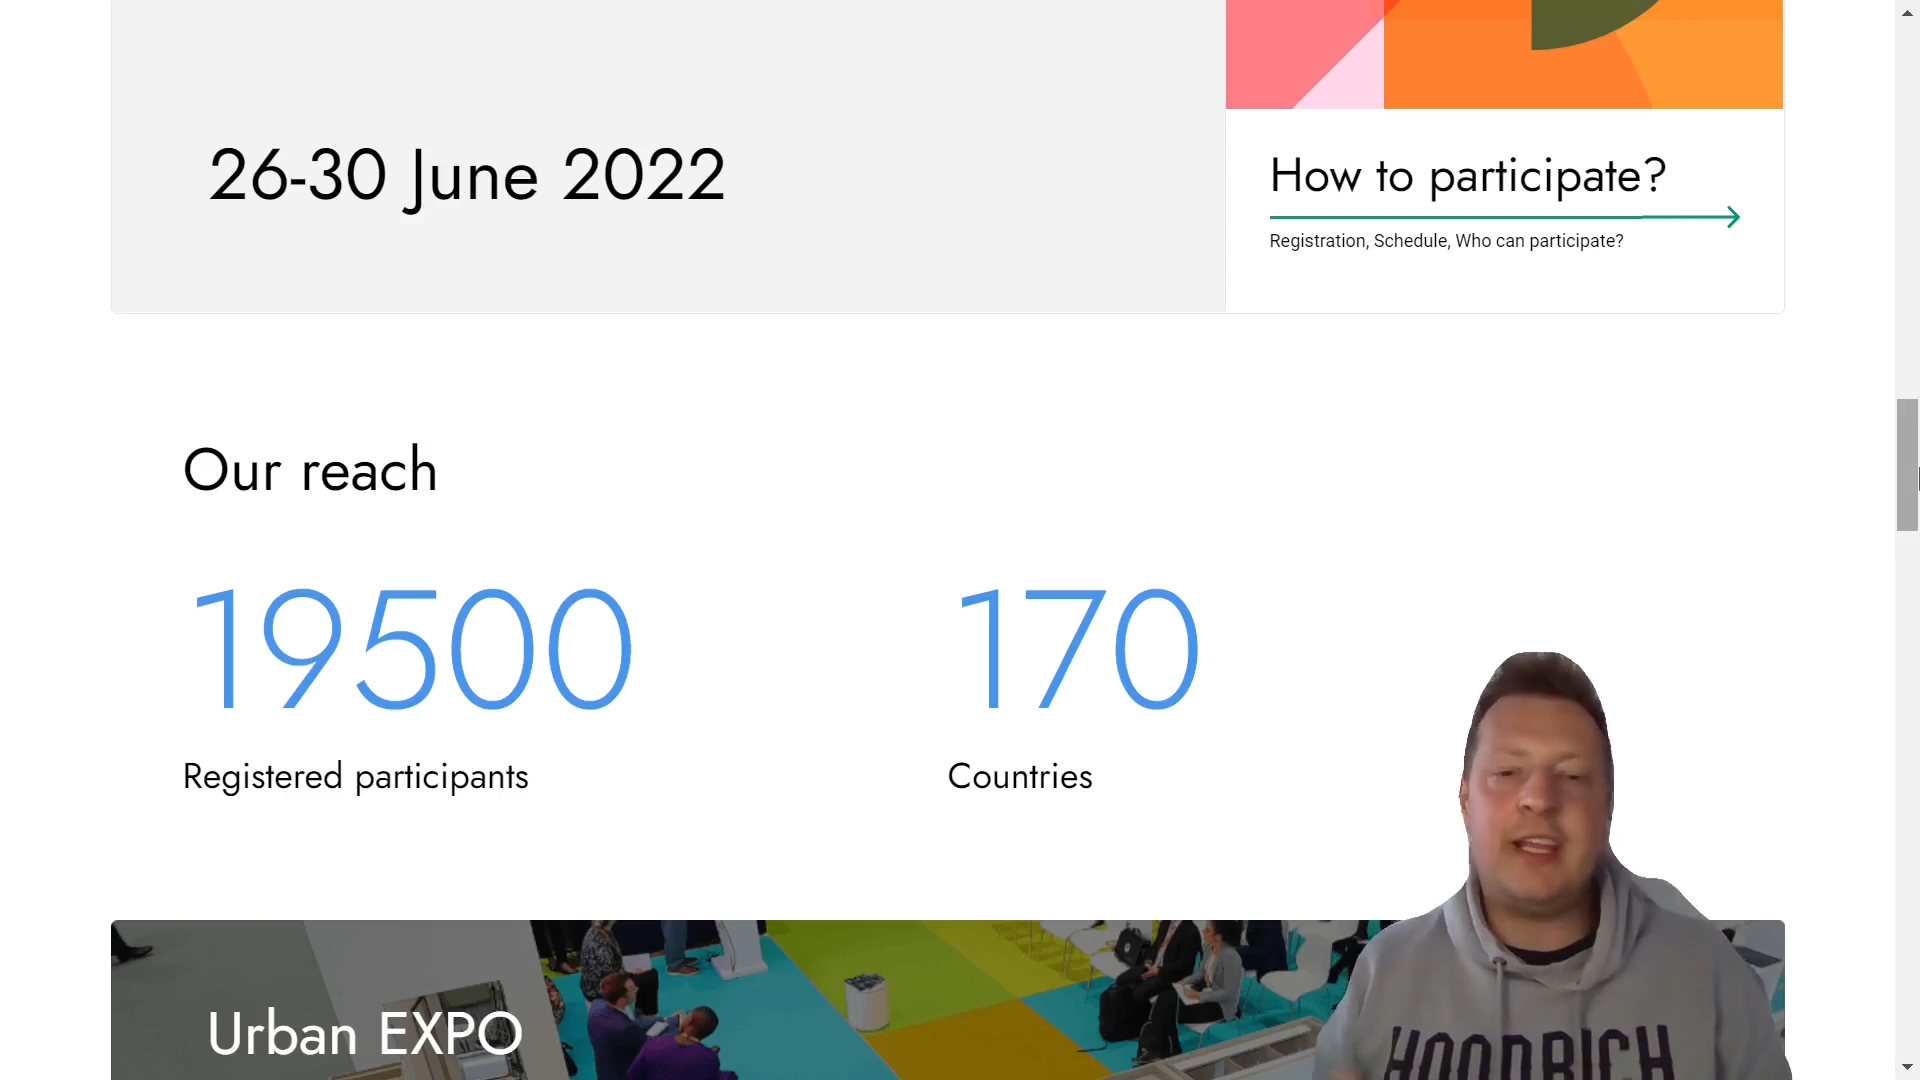 26-30 June 2022
How to participate?
Registration, Schedule, Who can participate?
Our reach
19500
170
Registered participants
Countries
Urban EXPO
HOODRICH